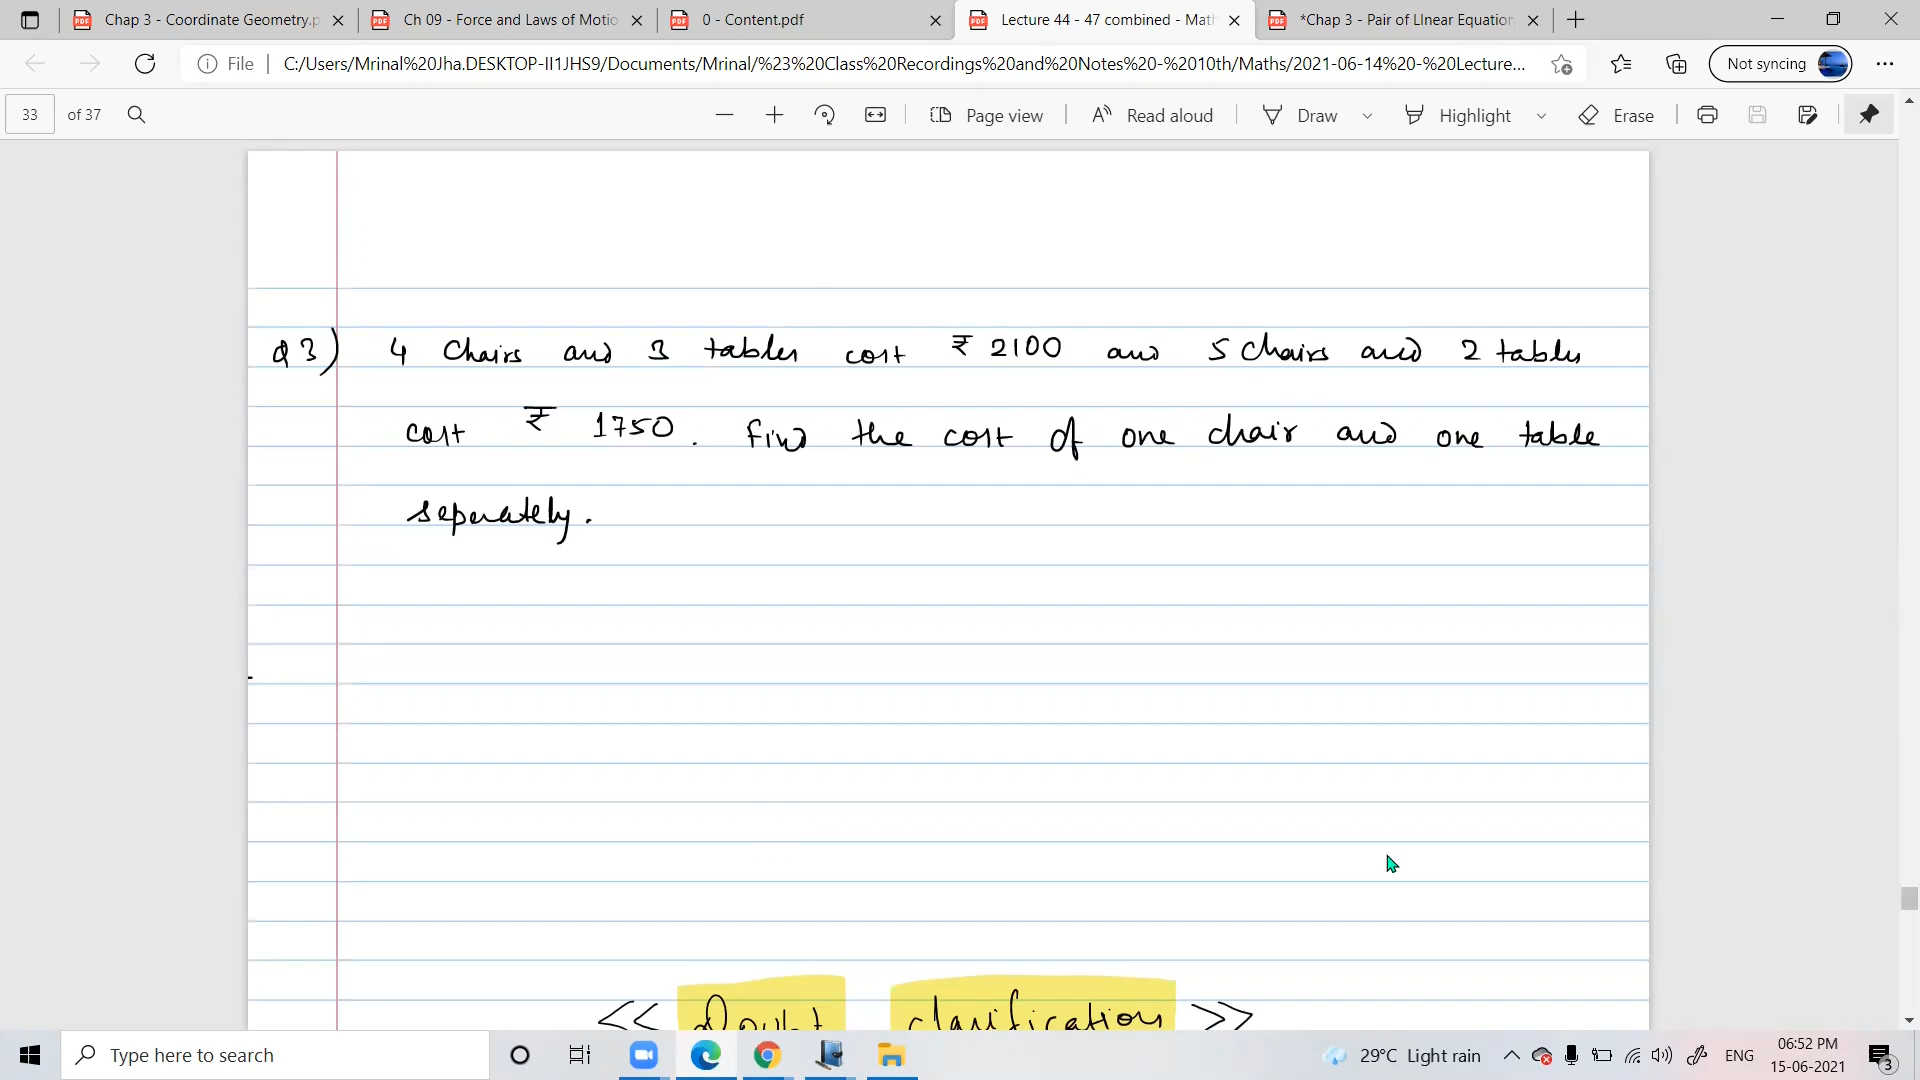 Chap 3 - Coordinate Geometry.p
Ch 09 - Force and Laws of Motio
0 - Content.pdf
Lecture 44 - 47 combined - Mat
*Chap 3 - Pair of LInear Equation
File
C:/Users/Mrinal%20Jha.DESKTOP-II1JHS9/Documents/Mrinal/%23%20Class%20Recordings%20and%20Notes%20-%2010th/Maths/2021-06-14%20-%20Lecture...
Not syncing
33 of 37
Page view
Read aloud
Draw
Highlight
Erase
Q3) 4 Chairs and 3 tables cost ₹ 2100 and 5 chairs and 2 tables
cost ₹ 1750. Find the cost of one chair and one table
seperately.
<< Doubt clarification >>
Type here to search
29°C Light rain
ENG
06:52 PM
15-06-2021
3